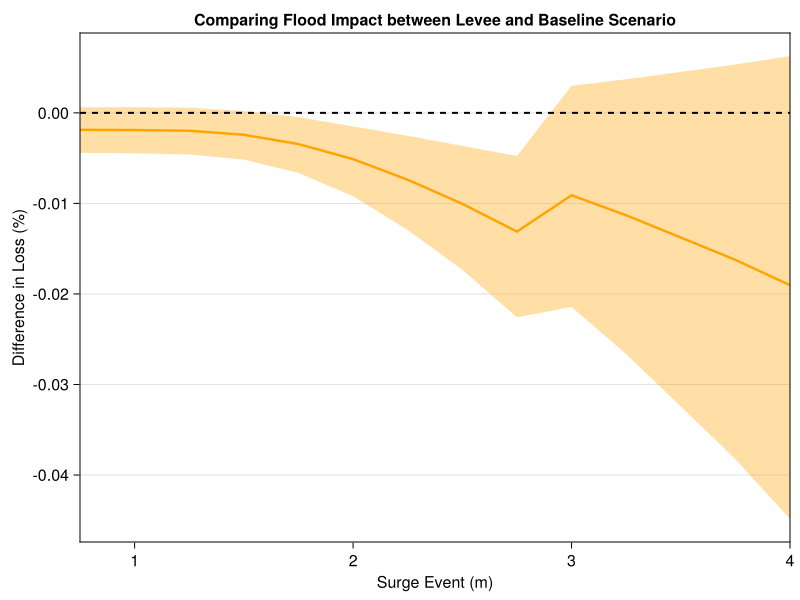 Comparing Flood Impact between Levee and Baseline Scenario
0.00
-0.01
-0.02
-0.03
-0.04
Difference in Loss (%)
1 2 3 4
Surge Event (m)